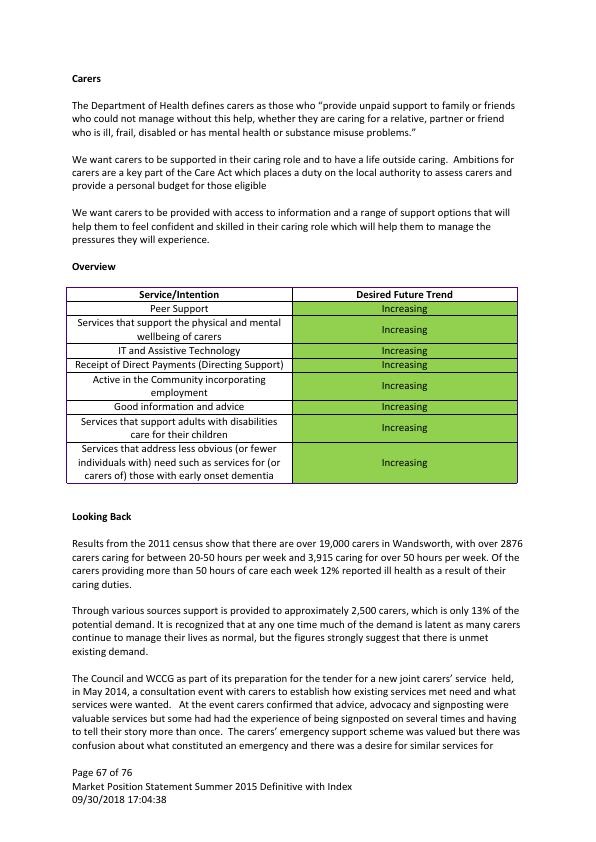 Carers
The Department of Health defines carers as those who “provide unpaid support to family or friends
who could not manage without this help, whether they are caring for a relative, partner or friend
who is ill, frail, disabled or has mental health or substance misuse problems.”
We want carers to be supported in their caring role and to have a life outside caring.  Ambitions for
carers are a key part of the Care Act which places a duty on the local authority to assess carers and
provide a personal budget for those eligible
We want carers to be provided with access to information and a range of support options that will
help them to feel confident and skilled in their caring role which will help them to manage the
pressures they will experience.
Overview
Service/Intention Desired Future Trend
Peer Support Increasing
Services that support the physical and mental
wellbeing of carers Increasing
IT and Assistive Technology Increasing
Receipt of Direct Payments (Directing Support) Increasing
Active in the Community incorporating
employment Increasing
Good information and advice Increasing
Services that support adults with disabilities
care for their children Increasing
Services that address less obvious (or fewer
individuals with) need such as services for (or Increasing
carers of) those with early onset dementia
Looking Back
Results from the 2011 census show that there are over 19,000 carers in Wandsworth, with over 2876
carers caring for between 20-50 hours per week and 3,915 caring for over 50 hours per week. Of the
carers providing more than 50 hours of care each week 12% reported ill health as a result of their
caring duties.
Through various sources support is provided to approximately 2,500 carers, which is only 13% of the
potential demand. It is recognized that at any one time much of the demand is latent as many carers
continue to manage their lives as normal, but the figures strongly suggest that there is unmet
existing demand.
The Council and WCCG as part of its preparation for the tender for a new joint carers’ service  held,
in May 2014, a consultation event with carers to establish how existing services met need and what
services were wanted.   At the event carers confirmed that advice, advocacy and signposting were
valuable services but some had had the experience of being signposted on several times and having
to tell their story more than once.  The carers’ emergency support scheme was valued but there was
confusion about what constituted an emergency and there was a desire for similar services for
Page 67 of 76
Market Position Statement Summer 2015 Definitive with Index
09/30/2018 17:04:38